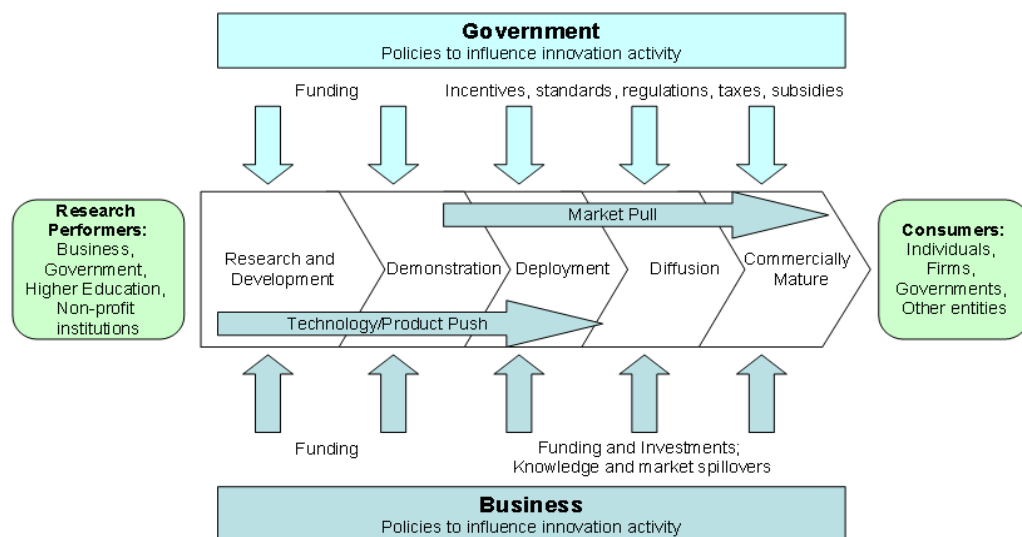 Government
Policies to influence innovation activity
Funding
Incentives, standards, regulations, taxes, subsidies
Research
Performers:
Business,
Government,
Higher Education,
Non-profit
institutions
Market Pull
Research and
Development
Demonstration
Deployment
Diffusion
Commercially
Mature
Technology/Product Push
Consumers:
Individuals,
Firms,
Governments,
Other entities
Funding
Funding and Investments;
Knowledge and market spillovers
Business
Policies to influence innovation activity